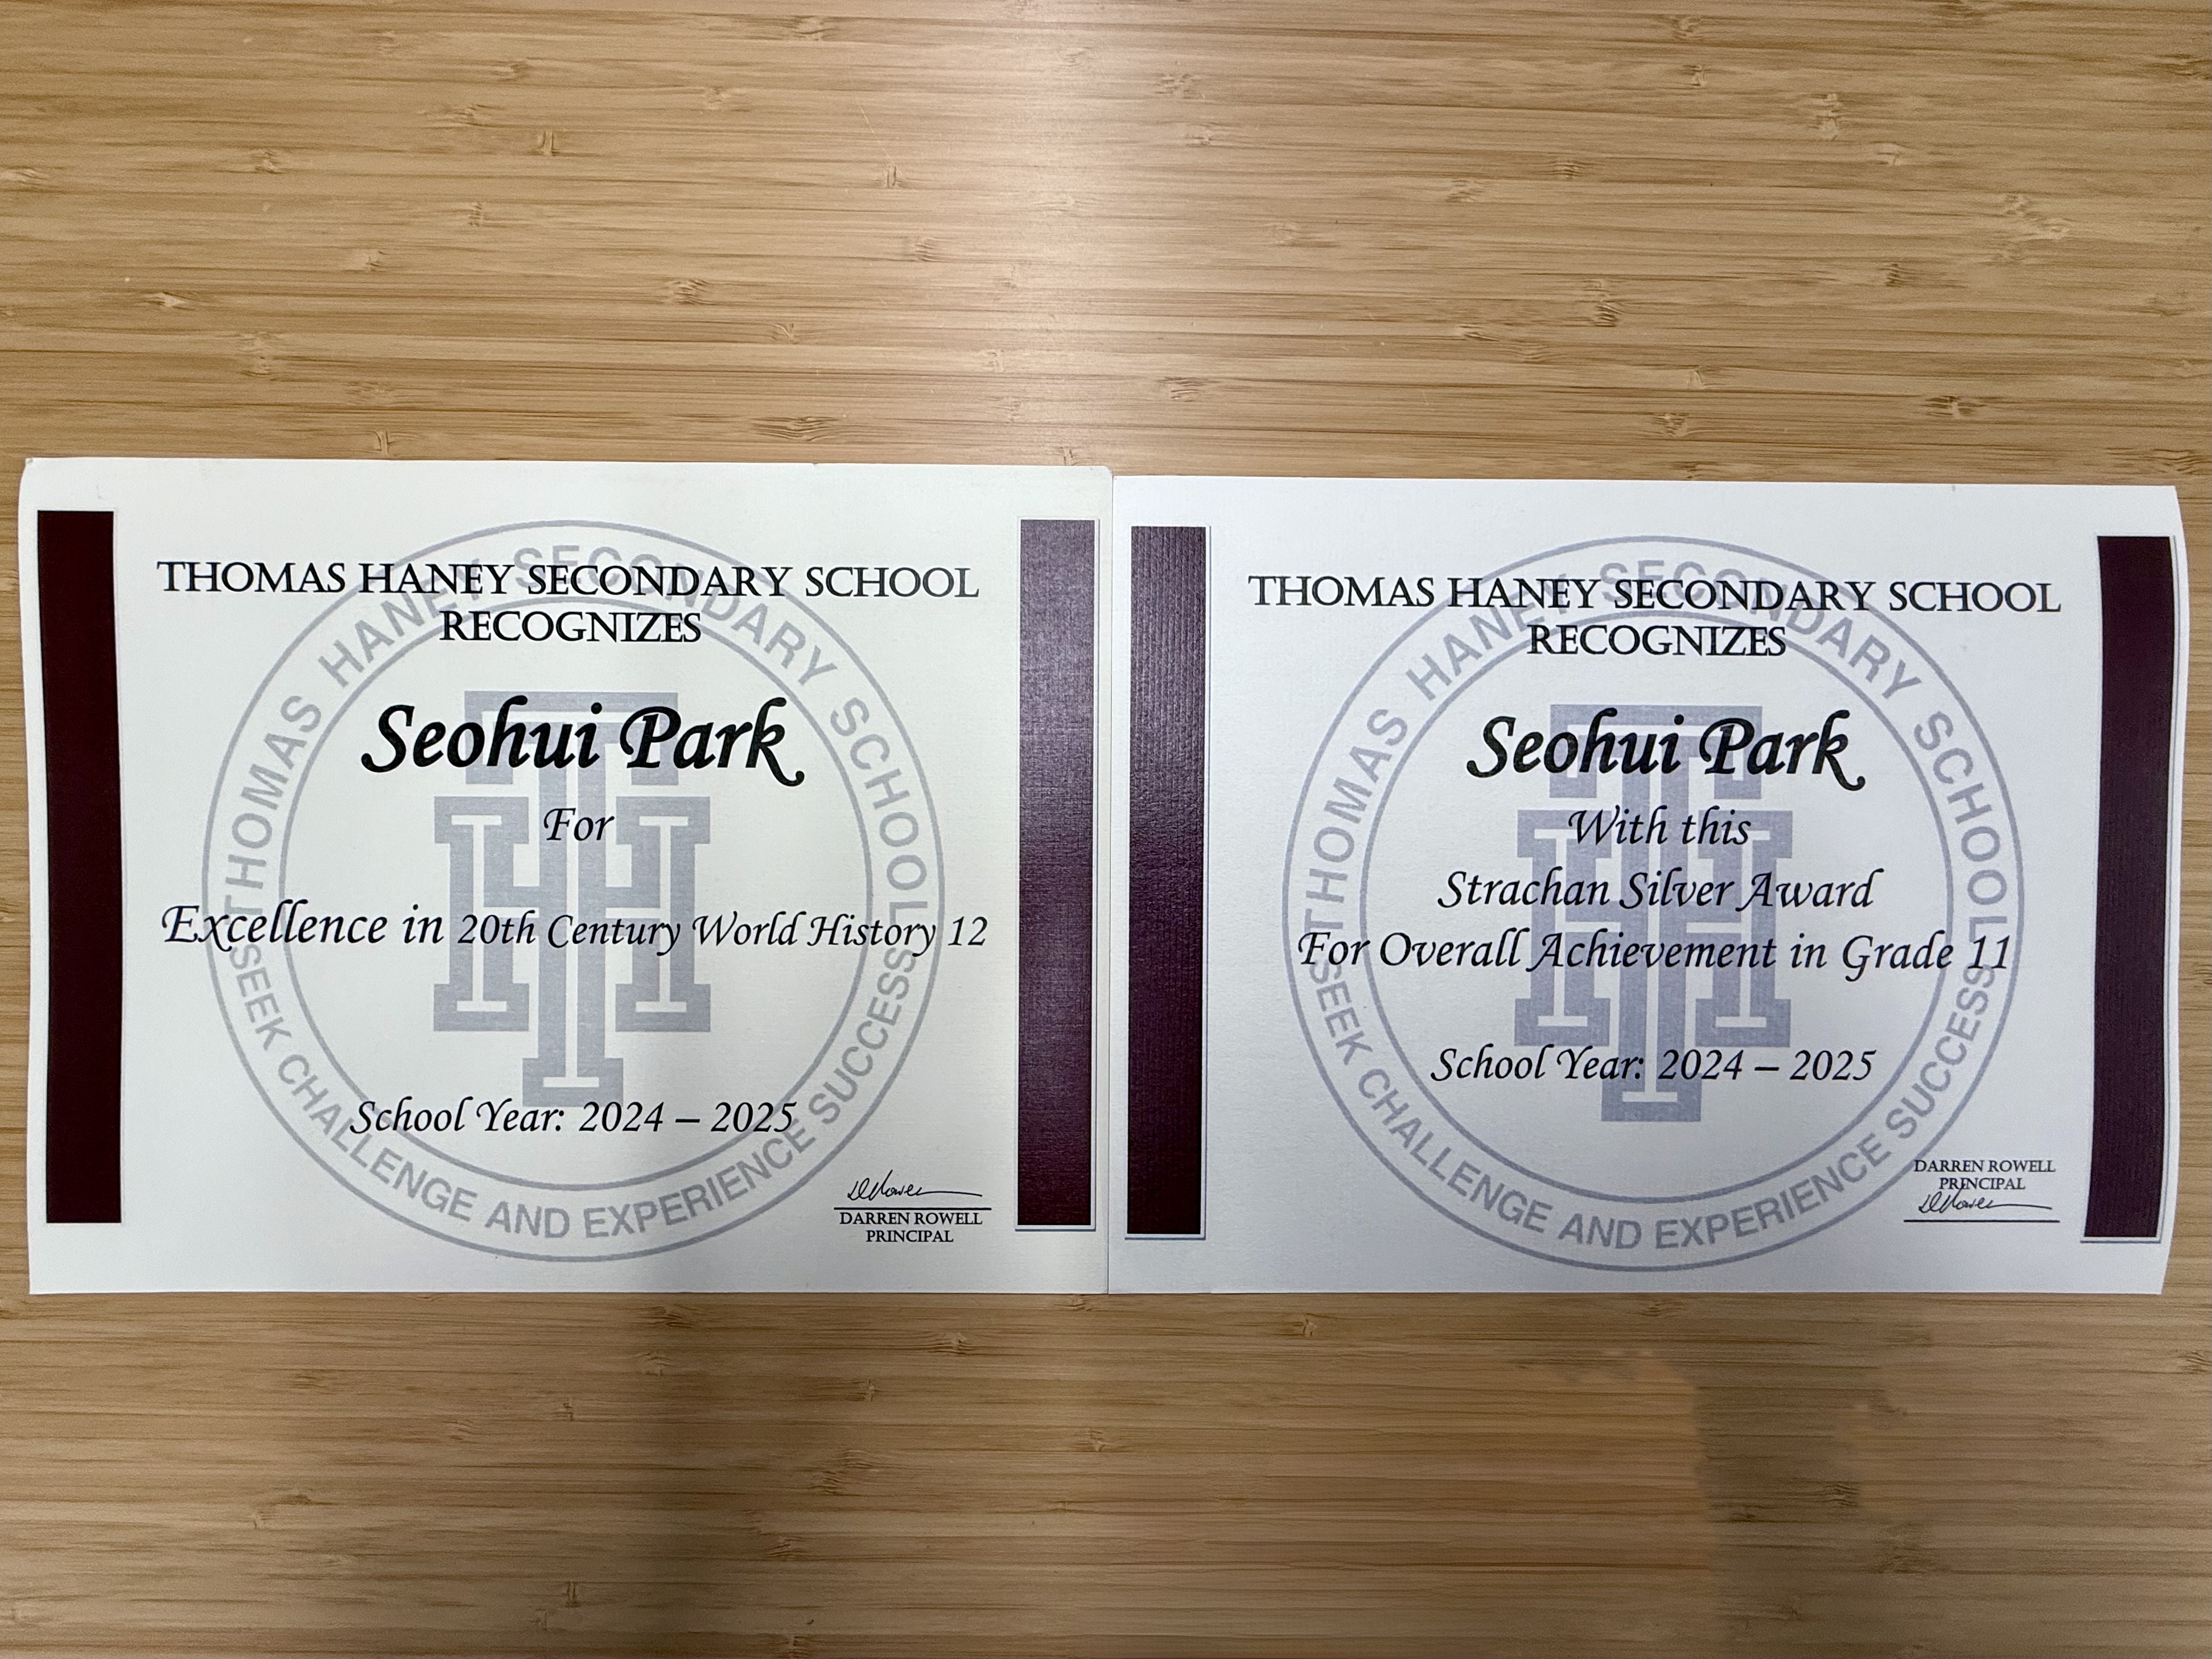 THOMAS HANEY SECONDARY SCHOOL
RECOGNIZES
Seohui Park
For
Excellence in 20th Century World History 12
School Year: 2024 – 2025
DARREN ROWELL
PRINCIPAL
THOMAS HANEY SECONDARY SCHOOL
SEEK CHALLENGE AND EXPERIENCE SUCCESS
THOMAS HANEY SECONDARY SCHOOL
RECOGNIZES
Seohui Park
With this
Strachan Silver Award
For Overall Achievement in Grade 11
School Year: 2024 – 2025
DARREN ROWELL
PRINCIPAL
THOMAS HANEY SECONDARY SCHOOL
SEEK CHALLENGE AND EXPERIENCE SUCCESS